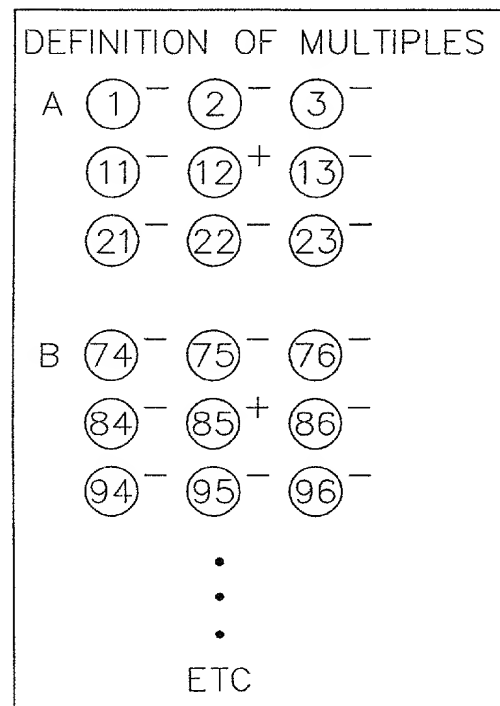 DEFINITION OF MULTIPLES
A 1 − 2 − 3 −
11 − 12 + 13 −
21 − 22 − 23 −
B 74 − 75 − 76 −
84 − 85 + 86 −
94 − 95 − 96 −
ETC